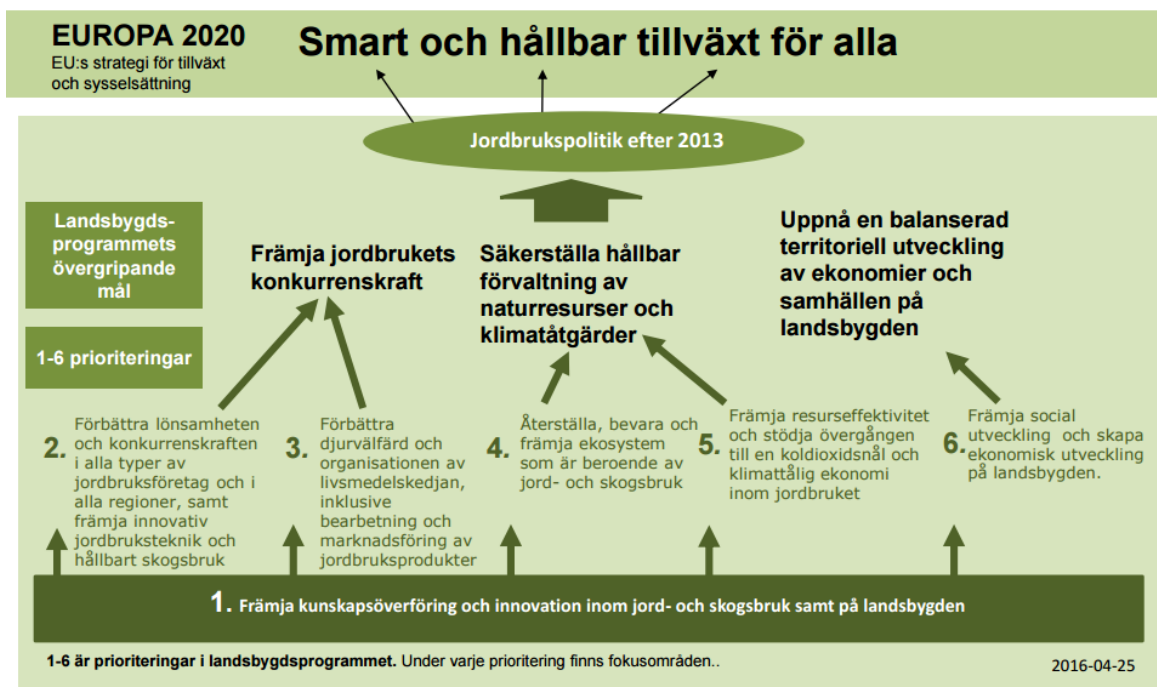 EUROPA 2020
EU:s strategi för tillväxt
och sysselsättning
Smart och hållbar tillväxt för alla
Jordbrukspolitik efter 2013
Landsbygds-
programmets
övergripande
mål
Främja jordbrukets
konkurrenskraft
Säkerställa hållbar
förvaltning av
naturresurser och
klimatåtgärder
Uppnå en balanserad
territoriell utveckling
av ekonomier och
samhällen på
landsbygden
1-6 prioriteringar
2. Förbättra lönsamheten
och konkurrenskraften
i alla typer av
jordbruksföretag och i
alla regioner, samt
främja innovativ
jordbruksteknik och
hållbart skogsbruk
3. Förbättra
djurvälfärd och
organisationen av
livsmedelskedjan,
inklusive
bearbetning och
marknadsföring av
jordbruksprodukter
4. Återställa, bevara och
främja ekosystem
som är beroende av
jord- och skogsbruk
5. Främja resurseffektivitet
och stödja övergången
till en koldioxidsnål och
klimattålig ekonomi
inom jordbruket
6. Främja social
utveckling och skapa
ekonomisk utveckling
på landsbygden.
1. Främja kunskapsöverföring och innovation inom jord- och skogsbruk samt på landsbygden
1-6 är prioriteringar i landsbygdsprogrammet. Under varje prioritering finns fokusområden..
2016-04-25